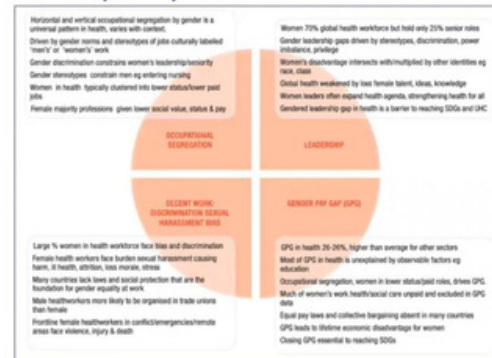 Horizontal and vertical occupational segregation by gender is a
universal pattern in health, varies with context.
Driven by gender norms and stereotypes of jobs culturally labelled
'men's' or 'women's' work
Gender discrimination constrains women's leadership/seniority
Gender stereotypes constrain men eg entering nursing
Women in health typically clustered into lower status/lower paid
jobs
Female majority professions given lower social value, status & pay
Women 70% global health workforce but hold only 25% senior roles
Gender leadership gaps driven by stereotypes, discrimination, power
imbalance, privilege
Women's disadvantage intersects with/multiplied by other identities eg
race, class
Global health weakened by loss female talent, ideas, knowledge
Women leaders often expand health agenda, strengthening health for all
Gendered leadership gap in health is a barrier to reaching SDGs and UHC
OCCUPATIONAL
SEGREGATION
LEADERSHIP
DECENT WORK:
DISCRIMINATION SEXUAL
HARASSMENT BIAS
GENDER PAY GAP (GPG)
Large % women in health workforce face bias and discrimination
Female health workers face burden sexual harassment causing
harm, ill health, attrition, loss morale, stress
Many countries lack laws and social protection that are the
foundation for gender equality at work
Male healthworkers more likely to be organised in trade unions
than female
Frontline female healthworkers in conflict/emergencies/remote
areas face violence, injury & death
GPG in health 26-26%, higher than average for other sectors
Most of GPG in health is unexplained by observable factors eg
education
Occupational segregation, women in lower status/paid roles, drives GPG.
Much of women's work health/social care unpaid and excluded in GPG
data
Equal pay laws and collective bargaining absent in many countries
GPG leads to lifetime economic disadvantage for women
Closing GPG essential to reaching SDGs